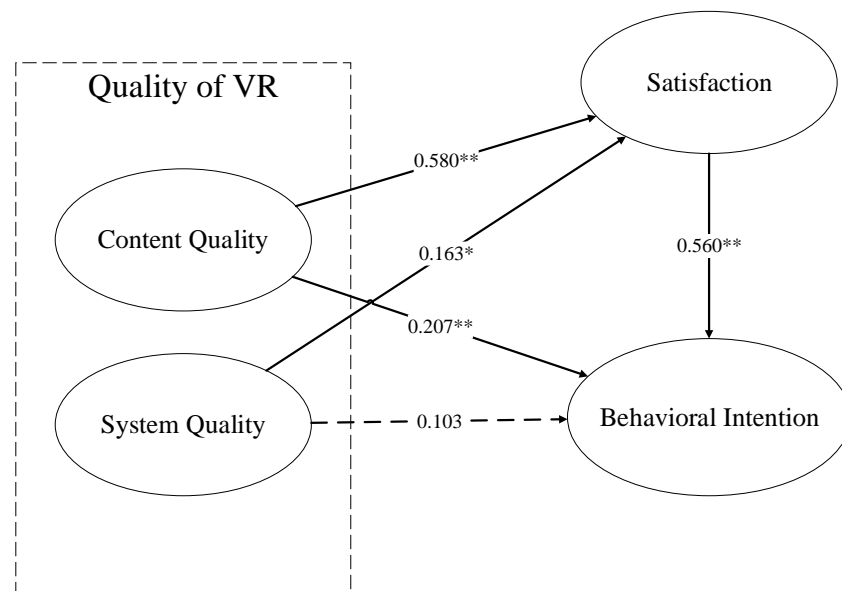 Quality of VR
Satisfaction
0.580**
Content Quality
0.163*
0.560**
0.207**
System Quality
0.103
Behavioral Intention